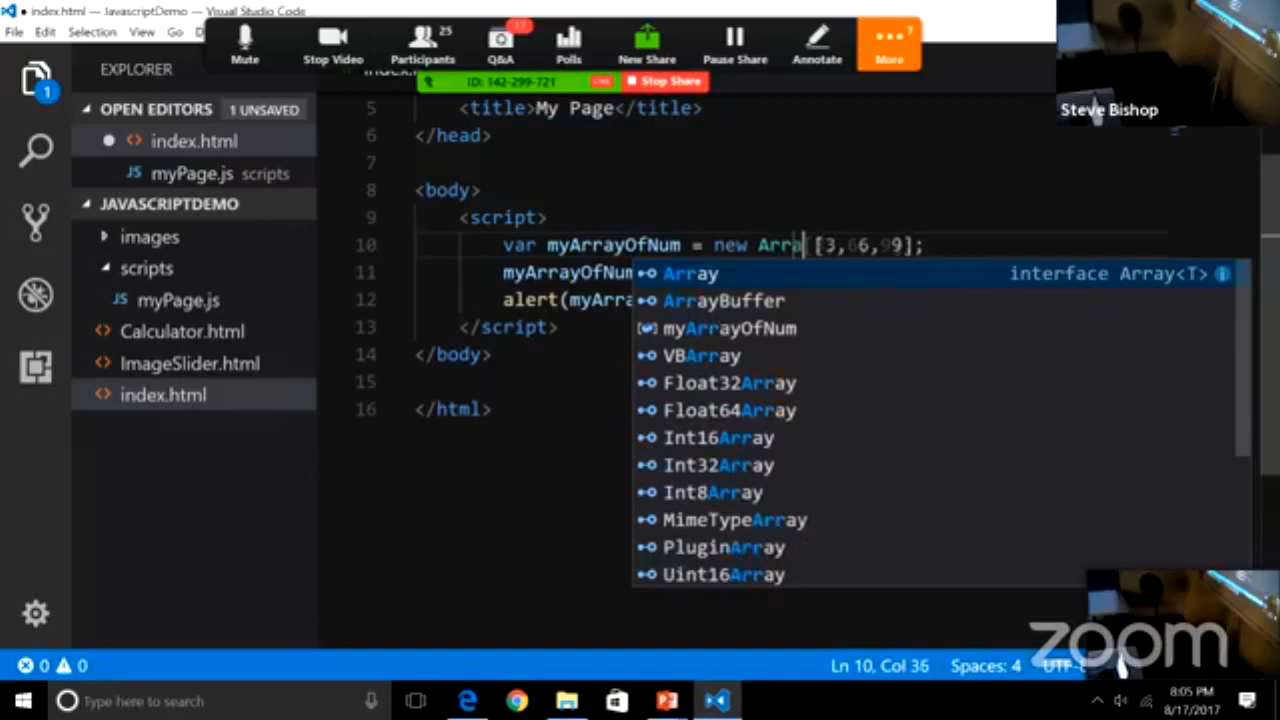 index.html — JavascriptDemo — Visual Studio Code
File Edit Selection View Go
Mute Stop Video Participants 25 Q&A 17 Polls New Share Pause Share Annotate More 7
ID: 142-299-721 LIVE Stop Share
Steve Bishop
EXPLORER
OPEN EDITORS 1 UNSAVED
index.html
myPage.js scripts
JAVASCRIPTDEMO
images
scripts
myPage.js
Calculator.html
ImageSlider.html
index.html
5 <title>My Page</title>
6 </head>
7
8 <body>
9 <script>
10 var myArrayOfNum = new Arra [3,66,99];
11 myArrayOfNum
12 alert(myArra
13 </script>
14 </body>
15
16 </html>
Array interface Array<T>
ArrayBuffer
myArrayOfNum
VBArray
Float32Array
Float64Array
Int16Array
Int32Array
Int8Array
MimeTypeArray
PluginArray
Uint16Array
zoom
0 0 Ln 10, Col 36 Spaces: 4
Type here to search
8:05 PM
8/17/2017